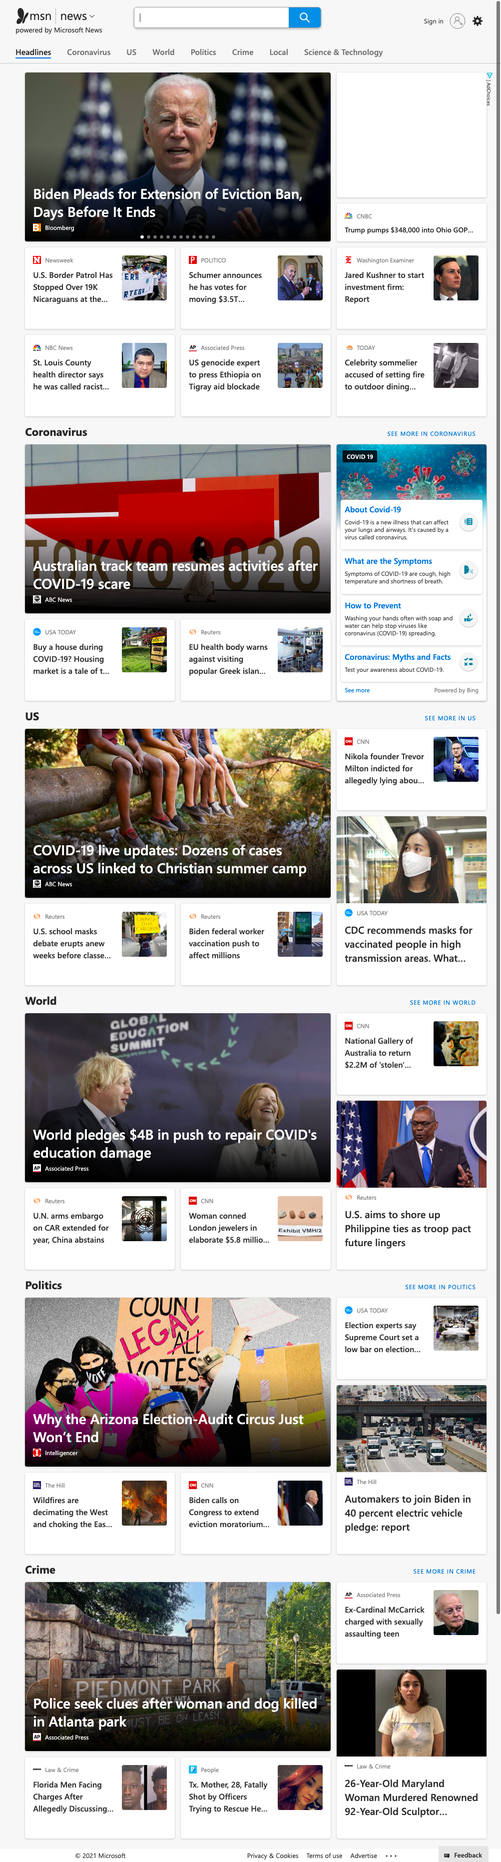 msn | news
powered by Microsoft News
Sign in
Headlines
Coronavirus
US
World
Politics
Crime
Local
Science & Technology
Biden Pleads for Extension of Eviction Ban,
Days Before It Ends
Bloomberg
AdChoices
CNBC
Trump pumps $348,000 into Ohio GOP...
Newsweek
U.S. Border Patrol Has
Stopped Over 19K
Nicaraguans at the...
POLITICO
Schumer announces
he has votes for
moving $3.5T...
Washington Examiner
Jared Kushner to start
investment firm:
Report
NBC News
St. Louis County
health director says
he was called racist...
Associated Press
US genocide expert
to press Ethiopia on
Tigray aid blockade
TODAY
Celebrity sommelier
accused of setting fire
to outdoor dining...
Coronavirus
SEE MORE IN CORONAVIRUS
TOKYO 2020
Australian track team resumes activities after
COVID-19 scare
ABC News
COVID 19
About Covid-19
Covid-19 is a new illness that can affect
your lungs and airways. It's caused by a
virus called coronavirus.
What are the Symptoms
Symptoms of COVID-19 are cough, high
temperature and shortness of breath.
How to Prevent
Washing your hands often with soap and
water can help stop viruses like
coronavirus (COVID-19) spreading.
Coronavirus: Myths and Facts
Test your awareness about COVID-19.
See more
Powered by Bing
USA TODAY
Buy a house during
COVID-19? Housing
market is a tale of t...
Reuters
EU health body warns
against visiting
popular Greek islan...
US
SEE MORE IN US
COVID-19 live updates: Dozens of cases
across US linked to Christian summer camp
ABC News
CNN
Nikola founder Trevor
Milton indicted for
allegedly lying abou...
USA TODAY
CDC recommends masks for
vaccinated people in high
transmission areas. What...
Reuters
U.S. school masks
debate erupts anew
weeks before classe...
Reuters
Biden federal worker
vaccination push to
affect millions
World
SEE MORE IN WORLD
GLOBAL
EDUCATION
SUMMIT
World pledges $4B in push to repair COVID's
education damage
Associated Press
CNN
National Gallery of
Australia to return
$2.2M of 'stolen'...
Reuters
U.S. aims to shore up
Philippine ties as troop pact
future lingers
Reuters
U.N. arms embargo
on CAR extended for
year, China abstains
CNN
Woman conned
London jewelers in
elaborate $5.8 millio...
Exhibit VMH/2
Politics
SEE MORE IN POLITICS
COUNT
LEGAL
ALL
VOTES
VOTE
Why the Arizona Election-Audit Circus Just
Won't End
Intelligencer
USA TODAY
Election experts say
Supreme Court set a
low bar on election...
The Hill
Automakers to join Biden in
40 percent electric vehicle
pledge: report
The Hill
Wildfires are
decimating the West
and choking the Eas...
CNN
Biden calls on
Congress to extend
eviction moratorium...
Crime
SEE MORE IN CRIME
PIEDMONT PARK
MUST BE ON LEASH
Police seek clues after woman and dog killed
in Atlanta park
Associated Press
Associated Press
Ex-Cardinal McCarrick
charged with sexually
assaulting teen
Law & Crime
26-Year-Old Maryland
Woman Murdered Renowned
92-Year-Old Sculptor...
Law & Crime
Florida Men Facing
Charges After
Allegedly Discussing...
People
Tx. Mother, 28, Fatally
Shot by Officers
Trying to Rescue He...
© 2021 Microsoft
Privacy & Cookies
Terms of use
Advertise
Feedback